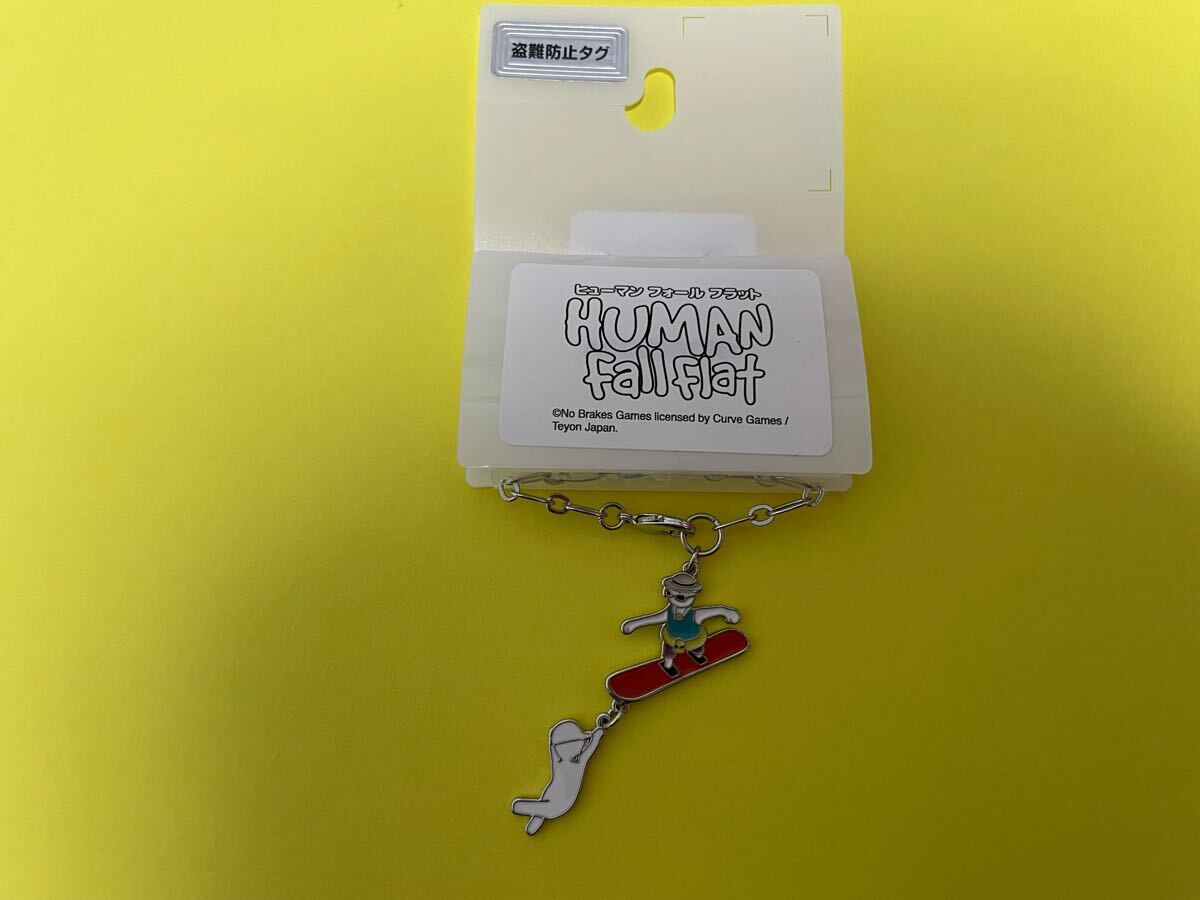 盗難防止タグ
ヒューマン フォール フラット
HUMAN
fall flat
©No Brakes Games licensed by Curve Games /
Teyon Japan.